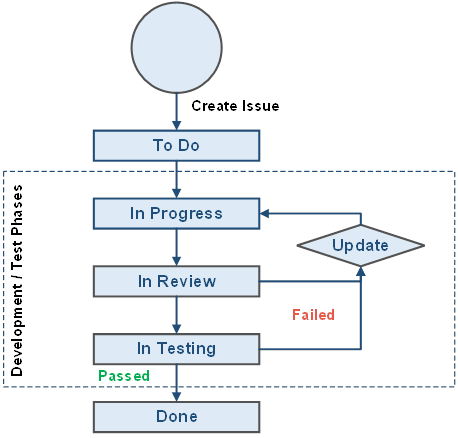 Create Issue
To Do
Development / Test Phases
In Progress
Update
In Review
Failed
In Testing
Passed
Done